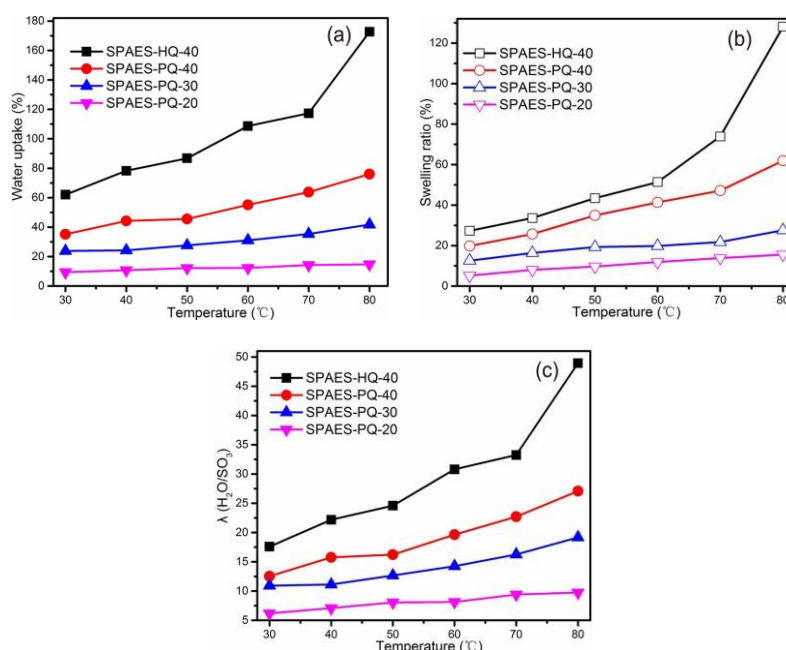 (a)
SPAES-HQ-40
SPAES-PQ-40
SPAES-PQ-30
SPAES-PQ-20
Water uptake (%)
180
160
140
120
100
80
60
40
20
0
30 40 50 60 70 80
Temperature (℃)
(b)
SPAES-HQ-40
SPAES-PQ-40
SPAES-PQ-30
SPAES-PQ-20
Swelling ratio (%)
120
100
80
60
40
20
0
30 40 50 60 70 80
Temperature (℃)
(c)
SPAES-HQ-40
SPAES-PQ-40
SPAES-PQ-30
SPAES-PQ-20
λ (H₂O/SO₃)
50
45
40
35
30
25
20
15
10
5
30 40 50 60 70 80
Temperature (℃)